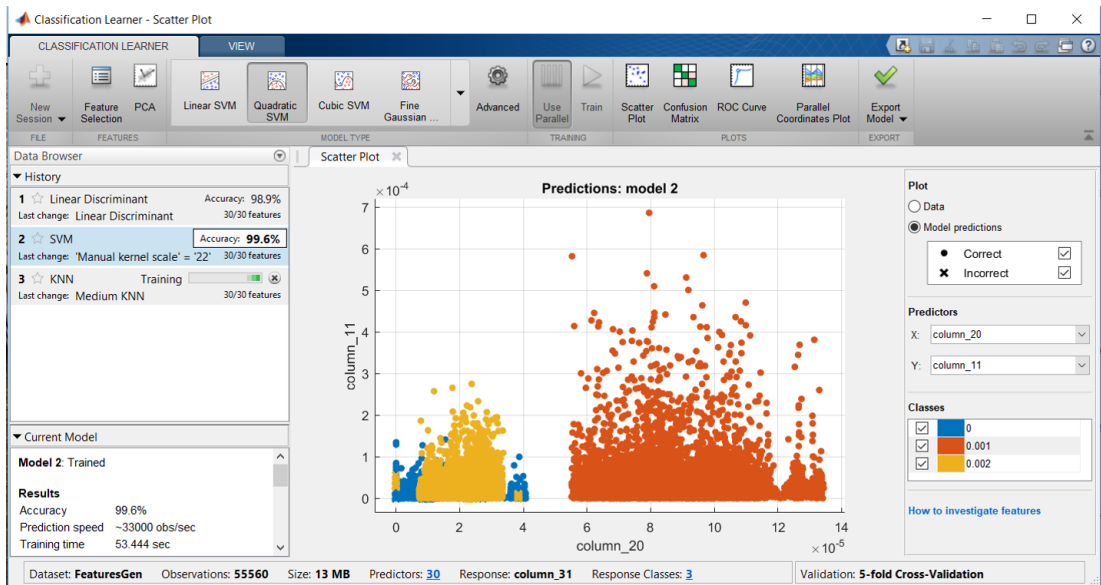 Classification Learner - Scatter Plot
CLASSIFICATION LEARNER VIEW
New Session
Feature Selection
PCA
Linear SVM
Quadratic SVM
Cubic SVM
Fine Gaussian ...
Advanced
Use Parallel
Train
Scatter Plot
Confusion Matrix
ROC Curve
Parallel Coordinates Plot
Export Model
FILE FEATURES MODEL TYPE TRAINING PLOTS EXPORT
Data Browser
History
1 Linear Discriminant Accuracy: 98.9%
Last change: Linear Discriminant 30/30 features
2 SVM Accuracy: 99.6%
Last change: 'Manual kernel scale' = '22' 30/30 features
3 KNN Training
Last change: Medium KNN 30/30 features
Current Model
Model 2: Trained
Results
Accuracy 99.6%
Prediction speed ~33000 obs/sec
Training time 53.444 sec
Scatter Plot
Predictions: model 2
×10-4
7
6
5
4
3
2
1
0
column_11
0 2 4 6 8 10 12 14
column_20
×10-5
Plot
Data
Model predictions
Correct
Incorrect
Predictors
X: column_20
Y: column_11
Classes
0
0.001
0.002
How to investigate features
Dataset: FeaturesGen Observations: 55560 Size: 13 MB Predictors: 30 Response: column_31 Response Classes: 3 Validation: 5-fold Cross-Validation